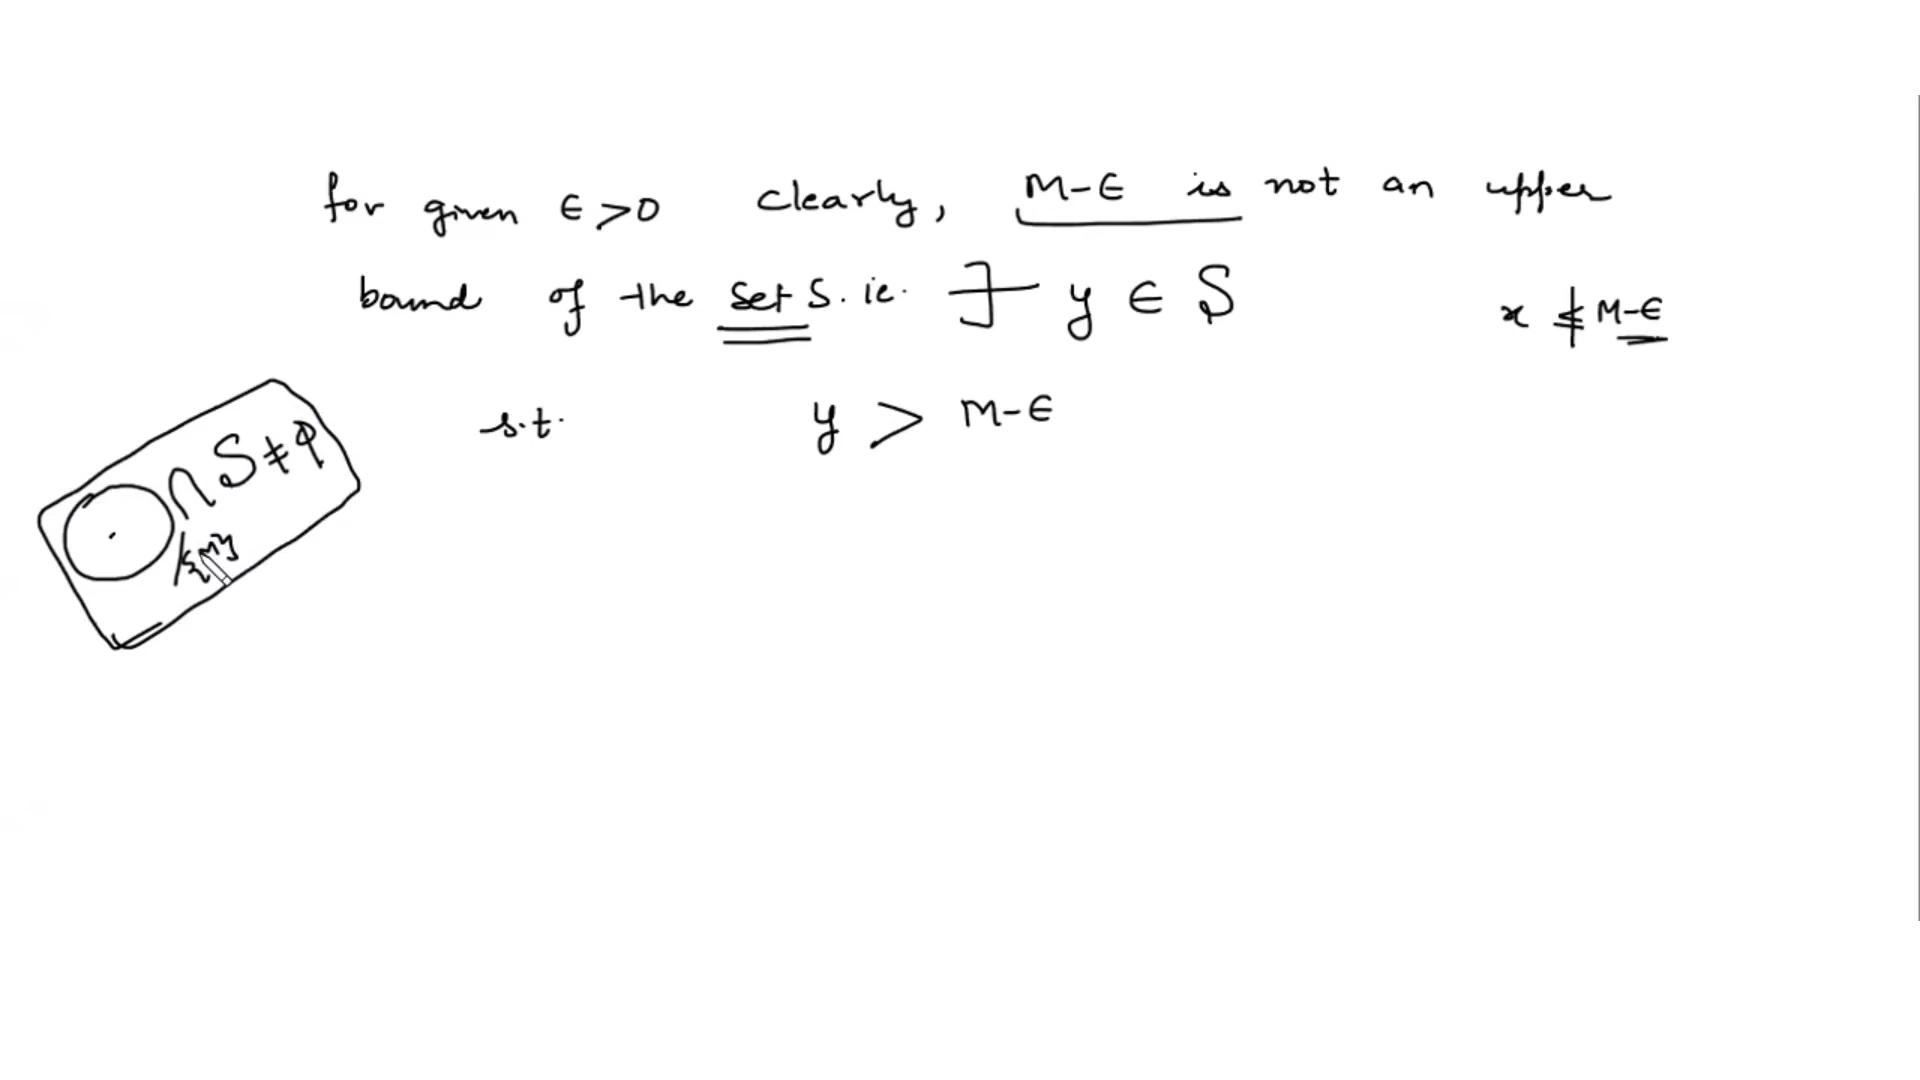 for given ∈>0 clearly, M-∈ is not an upper
bound of the set S. ie. ∃ y ∈ S
x ≰ M-∈
s.t. y > M-∈
∩ S ≠ φ
\{M}